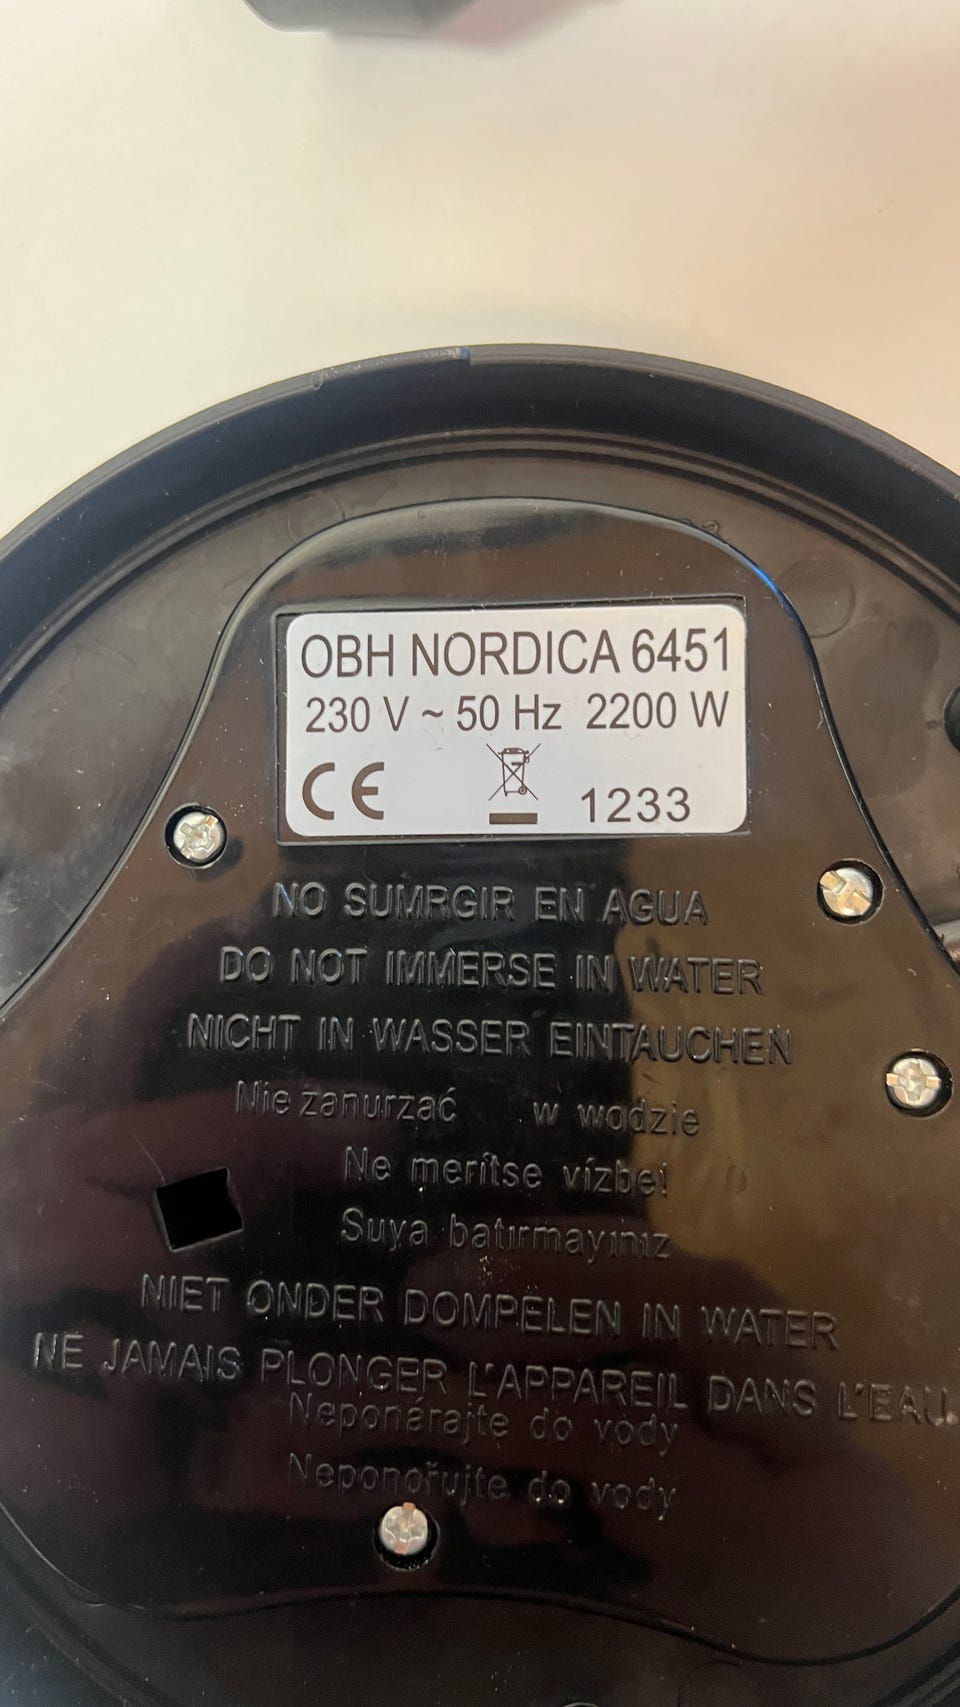 OBH NORDICA 6451
230 V ~ 50 Hz 2200 W
CE 1233
NO SUMRGIR EN AGUA
DO NOT IMMERSE IN WATER
NICHT IN WASSER EINTAUCHEN
Nie zanurzać w wodzie
Ne merítse vízbe!
Suya batırmayınız
NIET ONDER DOMPELEN IN WATER
NE JAMAIS PLONGER L'APPAREIL DANS L'EAU.
Neponárajte do vody
Neponořujte do vody